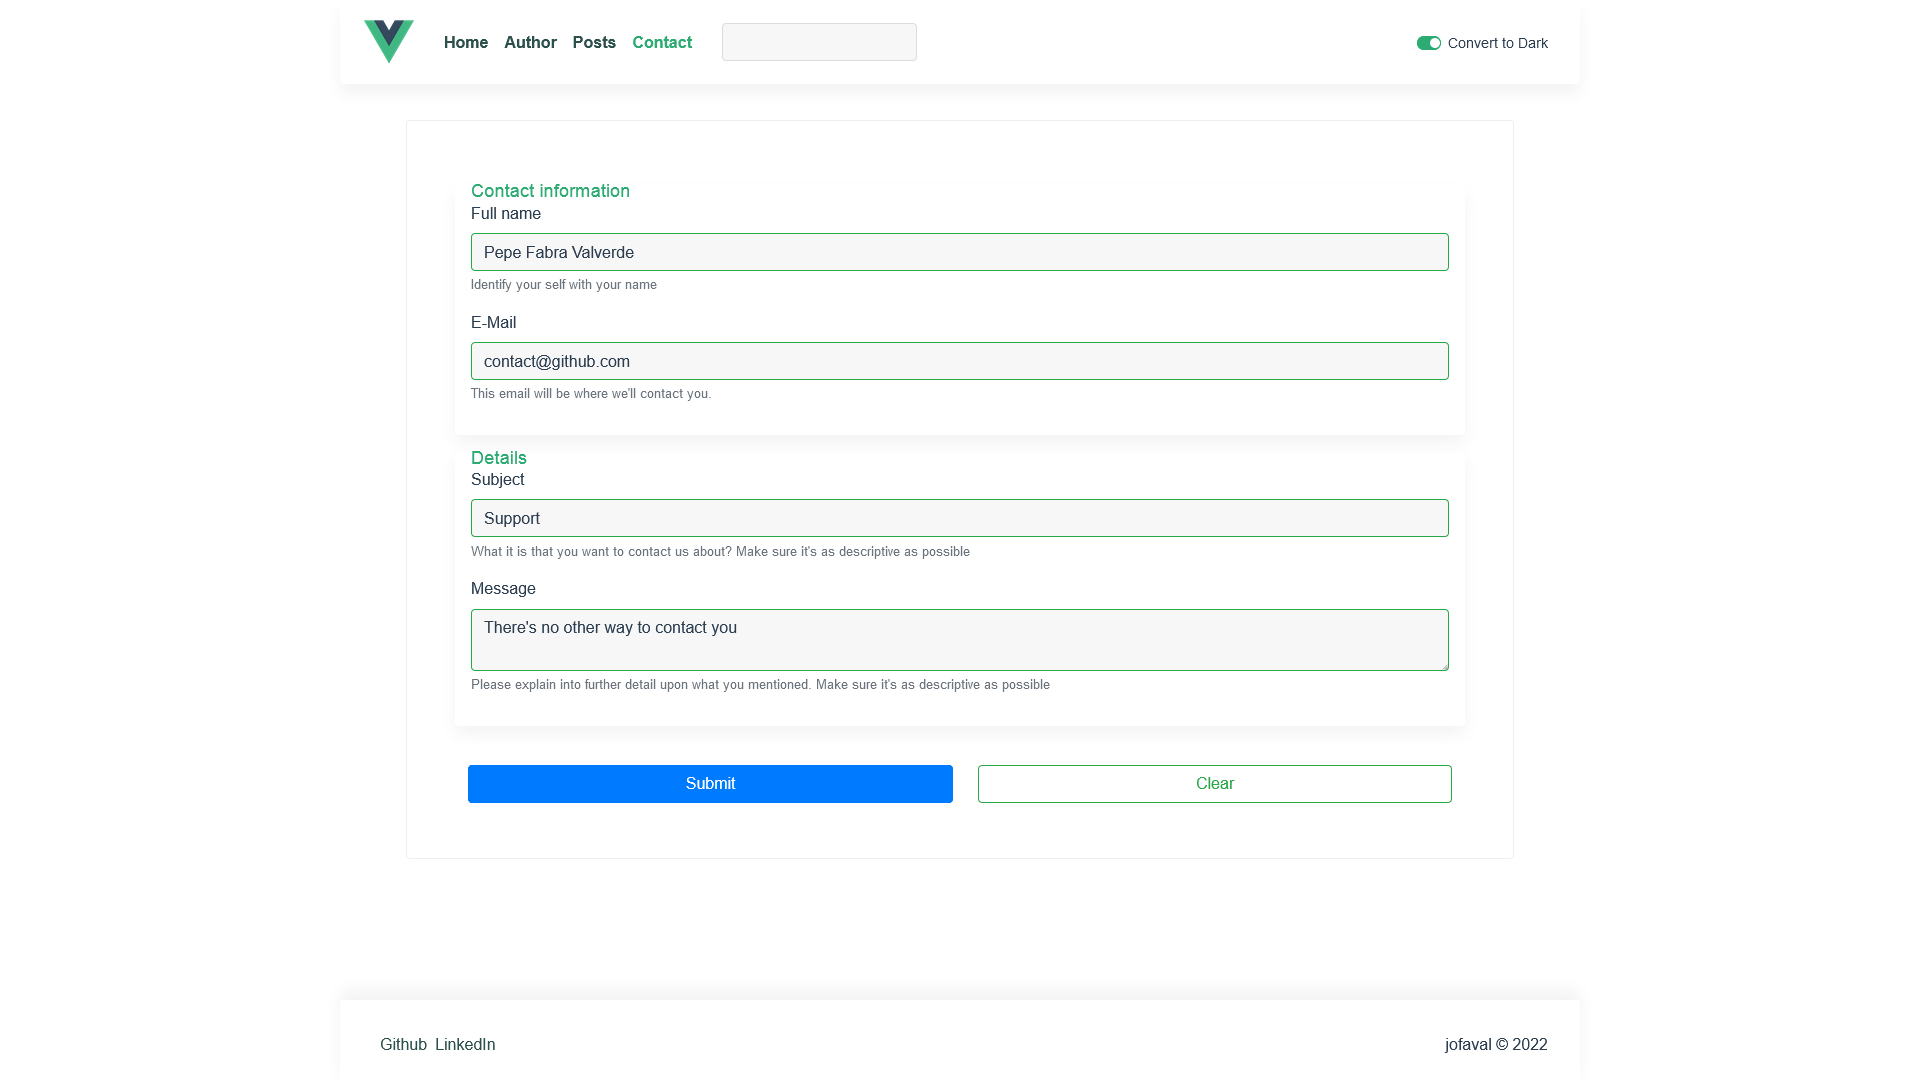 Home Author Posts Contact Convert to Dark
Contact information
Full name
Pepe Fabra Valverde
Identify your self with your name
E-Mail
contact@github.com
This email will be where we'll contact you.
Details
Subject
Support
What it is that you want to contact us about? Make sure it's as descriptive as possible
Message
There's no other way to contact you
Please explain into further detail upon what you mentioned. Make sure it's as descriptive as possible
Submit Clear
Github LinkedIn jofaval © 2022